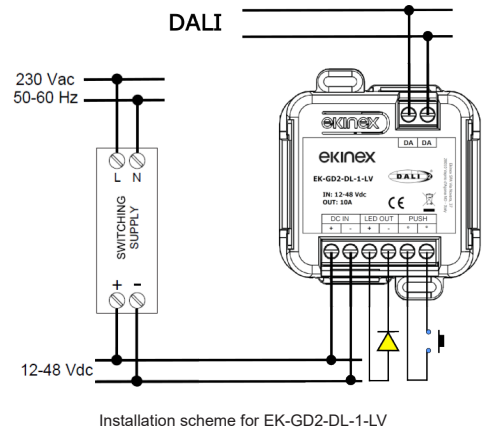 DALI
230 Vac
50-60 Hz
L N
SWITCHING
SUPPLY
+ -
12-48 Vdc
ekinex
DA DA
ekinex
EK-GD2-DL-1-LV
DALI
IN: 12-48 Vdc
OUT: 10A
CE
DC IN LED OUT PUSH
+ - + - * *
Installation scheme for EK-GD2-DL-1-LV